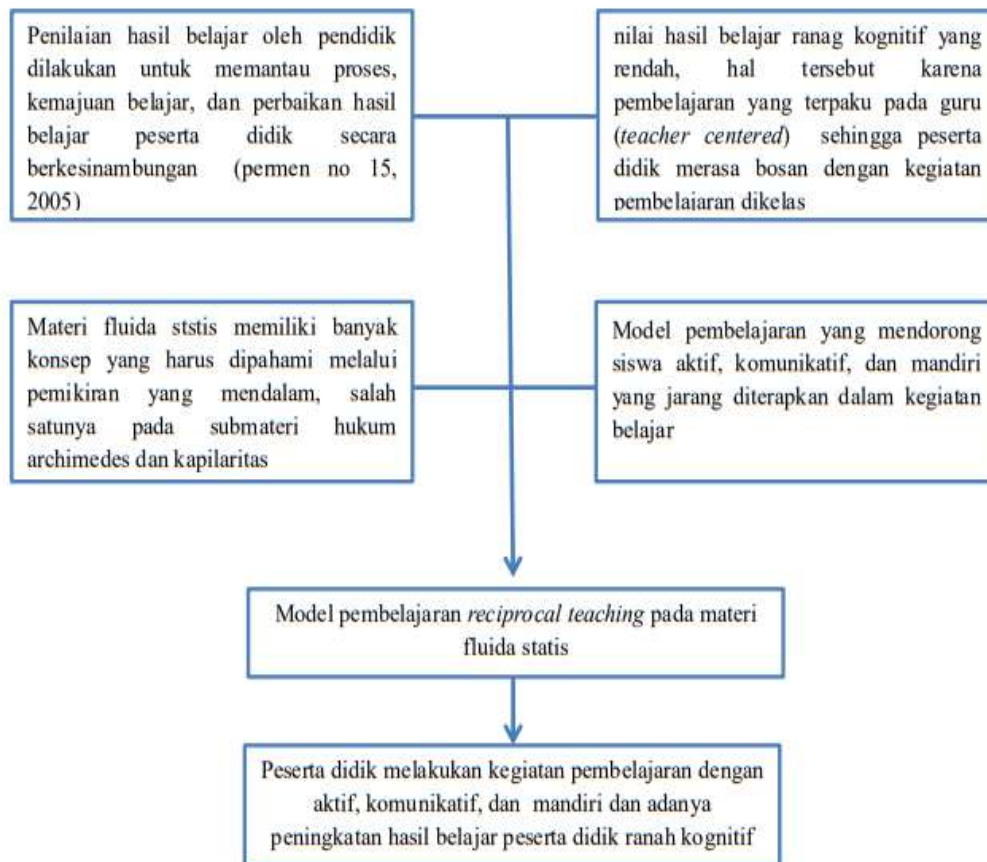 Penilaian hasil belajar oleh pendidik
dilakukan untuk memantau proses,
kemajuan belajar, dan perbaikan hasil
belajar peserta didik secara
berkesinambungan (permen no 15,
2005)
nilai hasil belajar ranag kognitif yang
rendah, hal tersebut karena
pembelajaran yang terpaku pada guru
(teacher centered) sehingga peserta
didik merasa bosan dengan kegiatan
pembelajaran dikelas
Materi fluida ststis memiliki banyak
konsep yang harus dipahami melalui
pemikiran yang mendalam, salah
satunya pada submateri hukum
archimedes dan kapilaritas
Model pembelajaran yang mendorong
siswa aktif, komunikatif, dan mandiri
yang jarang diterapkan dalam kegiatan
belajar
Model pembelajaran reciprocal teaching pada materi
fluida statis
Peserta didik melakukan kegiatan pembelajaran dengan
aktif, komunikatif, dan mandiri dan adanya
peningkatan hasil belajar peserta didik ranah kognitif